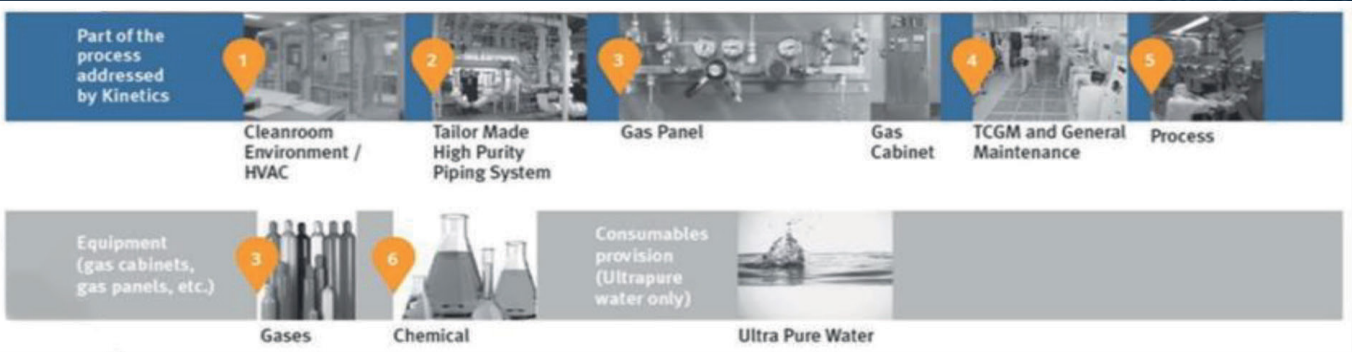 Part of the
process
addressed
by Kinetics
1
2
3
4
5
Cleanroom
Environment /
HVAC
Tailor Made
High Purity
Piping System
Gas Panel
Gas
Cabinet
TCGM and General
Maintenance
Process
Equipment
(gas cabinets,
gas panels, etc.)
3
6
Consumables
provision
(Ultrapure
water only)
Gases
Chemical
Ultra Pure Water